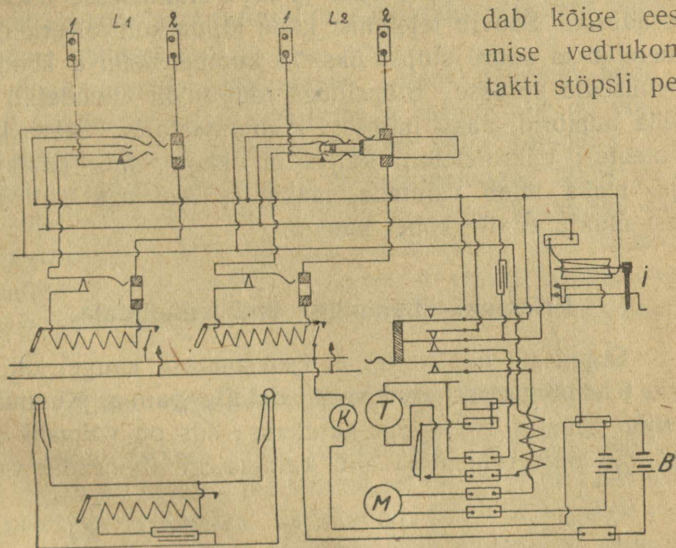 1 L1 2 1 L2 2
dab kõige ees
mise vedrukon
takti stöpsli pe
i
K T
M B